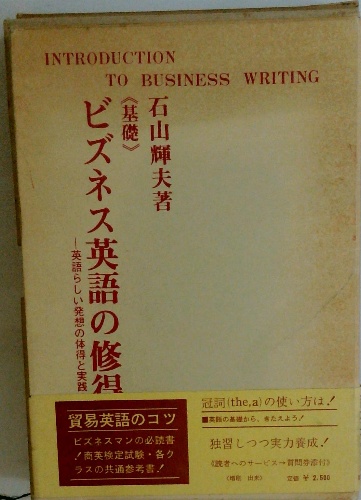 INTRODUCTION
TO BUSINESS WRITING
石山輝夫著
《基礎》
ビズネス英語の修得
―英語らしい発想の体得と実践
貿易英語のコツ
ビズネスマンの必読書
！商英検定試験・各ク
ラスの共通参考書！
冠詞(the,a)の使い方は！
■英語の基礎から、きたえよう！
独習しつつ実力養成！
《読者へのサービス→質問券添付》
定価 ￥2,500